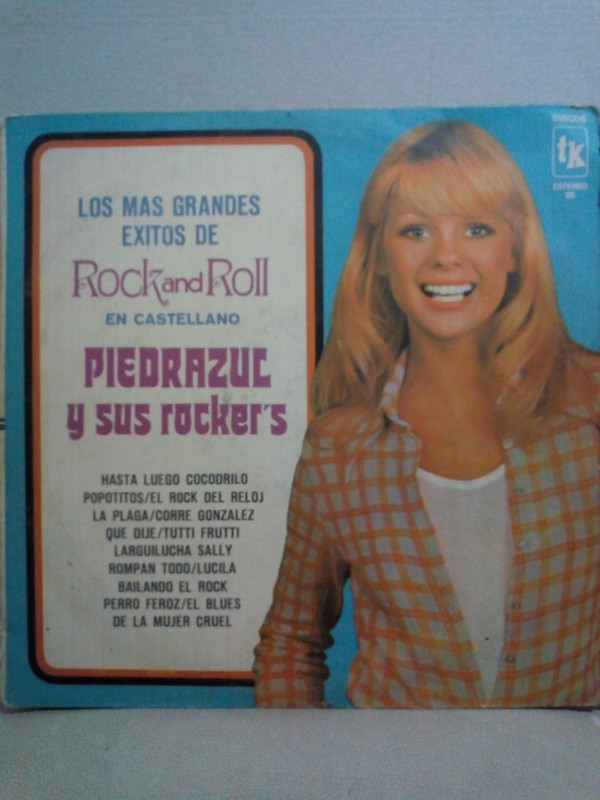 LOS MAS GRANDES
EXITOS DE
Rock and Roll
EN CASTELLANO
PIEDRAZUL
y sus rocker's
HASTA LUEGO COCODRILO
POPOTITOS/EL ROCK DEL RELOJ
LA PLAGA/CORRE GONZALEZ
QUE DIJE/TUTTI FRUTTI
LARGUILUCHA SALLY
ROMPAN TODO/LUCILA
BAILANDO EL ROCK
PERRO FEROZ/EL BLUES
DE LA MUJER CRUEL
DISCOS
tk
ESTEREO